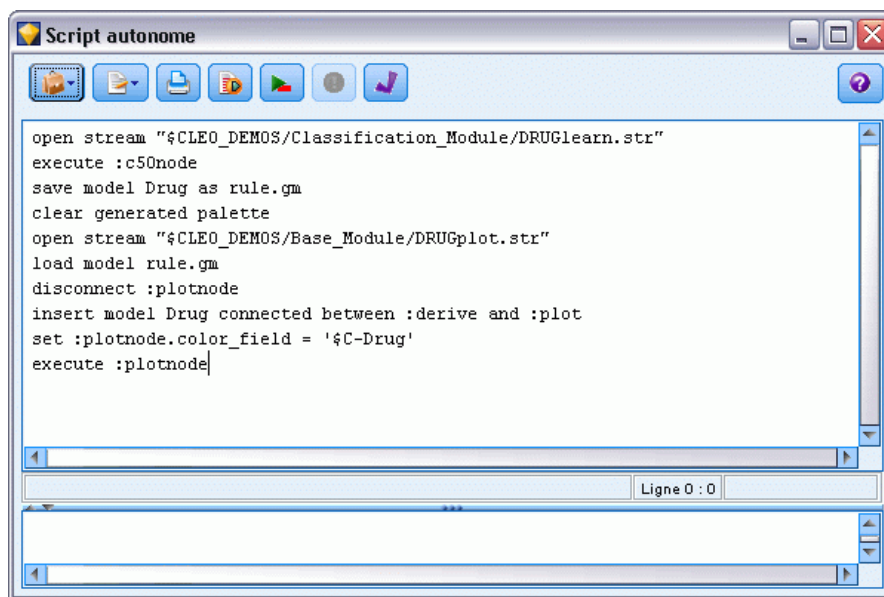 Script autonome
open stream "$CLEO_DEMOS/Classification_Module/DRUGlearn.str"
execute :c50node
save model Drug as rule.gm
clear generated palette
open stream "$CLEO_DEMOS/Base_Module/DRUGplot.str"
load model rule.gm
disconnect :plotnode
insert model Drug connected between :derive and :plot
set :plotnode.color_field = '$C-Drug'
execute :plotnode
Ligne 0 : 0